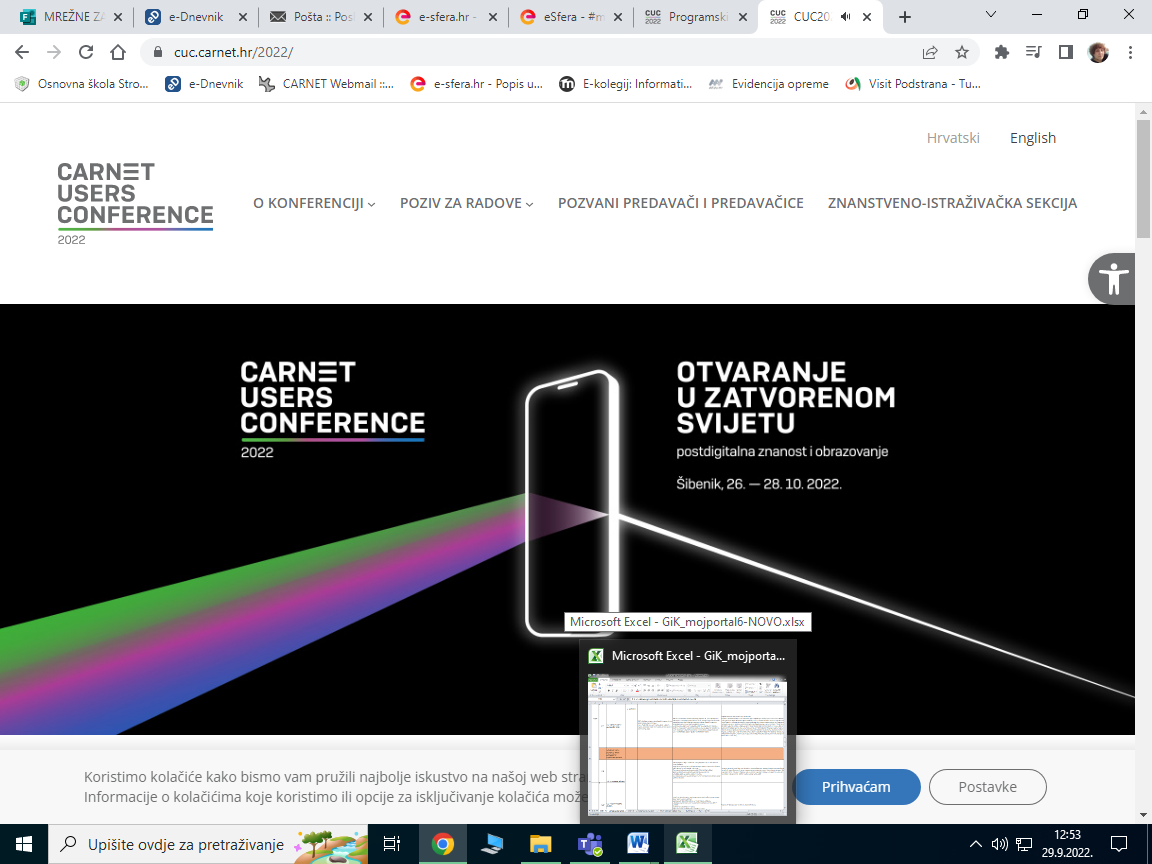 MREŽNE ZA
e-Dnevnik
Pošta :: Pos
e-sfera.hr -
eSfera - #m
CUC 2022 Programski
CUC 2022 CUC20
cuc.carnet.hr/2022/
Osnovna škola Stro...
e-Dnevnik
CARNET Webmail ::...
e-sfera.hr - Popis u...
E-kolegij: Informati...
Evidencija opreme
Visit Podstrana - Tu...
Hrvatski English
CARNET
USERS
CONFERENCE
2022
O KONFERENCIJI
POZIV ZA RADOVE
POZVANI PREDAVAČI I PREDAVAČICE
ZNANSTVENO-ISTRAŽIVAČKA SEKCIJA
CARNET
USERS
CONFERENCE
2022
OTVARANJE
U ZATVORENOM
SVIJETU
postdigitalna znanost i obrazovanje
Šibenik, 26. — 28. 10. 2022.
Microsoft Excel - GiK_mojportal6-NOVO.xlsx
Microsoft Excel - GiK_mojporta...
Koristimo kolačiće kako bismo vam pružili najbolje iskustvo na našoj web stra
Informacije o kolačićima koje koristimo ili opcije za isključivanje kolačića može
Prihvaćam
Postavke
Upišite ovdje za pretraživanje
12:53
29.9.2022.